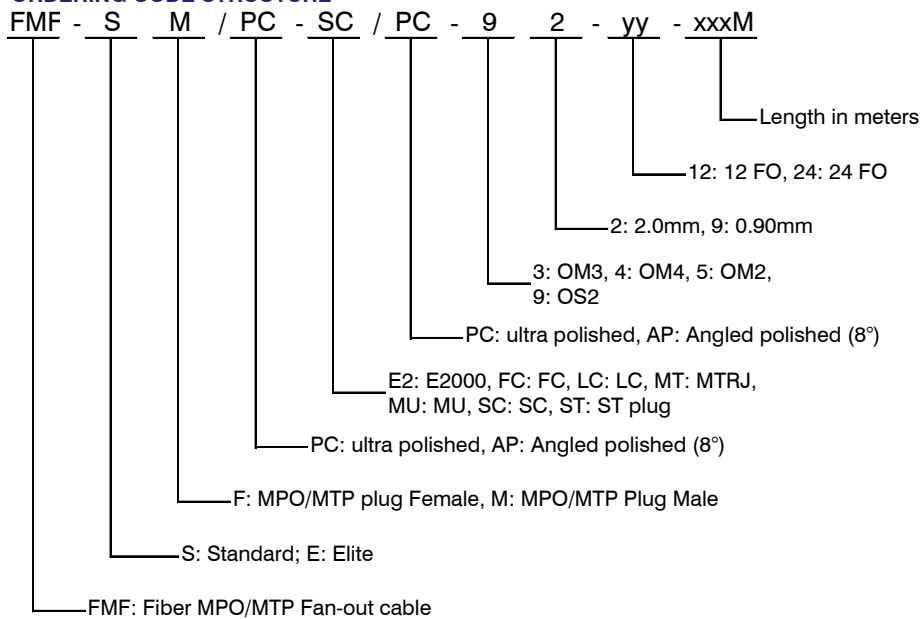 ORDERING CODE STRUCTURE
FMF - S M / PC - SC / PC - 9 2 - yy - xxxM
Length in meters
12: 12 FO, 24: 24 FO
2: 2.0mm, 9: 0.90mm
3: OM3, 4: OM4, 5: OM2,
9: OS2
PC: ultra polished, AP: Angled polished (8°)
E2: E2000, FC: FC, LC: LC, MT: MTRJ,
MU: MU, SC: SC, ST: ST plug
PC: ultra polished, AP: Angled polished (8°)
F: MPO/MTP plug Female, M: MPO/MTP Plug Male
S: Standard; E: Elite
FMF: Fiber MPO/MTP Fan-out cable